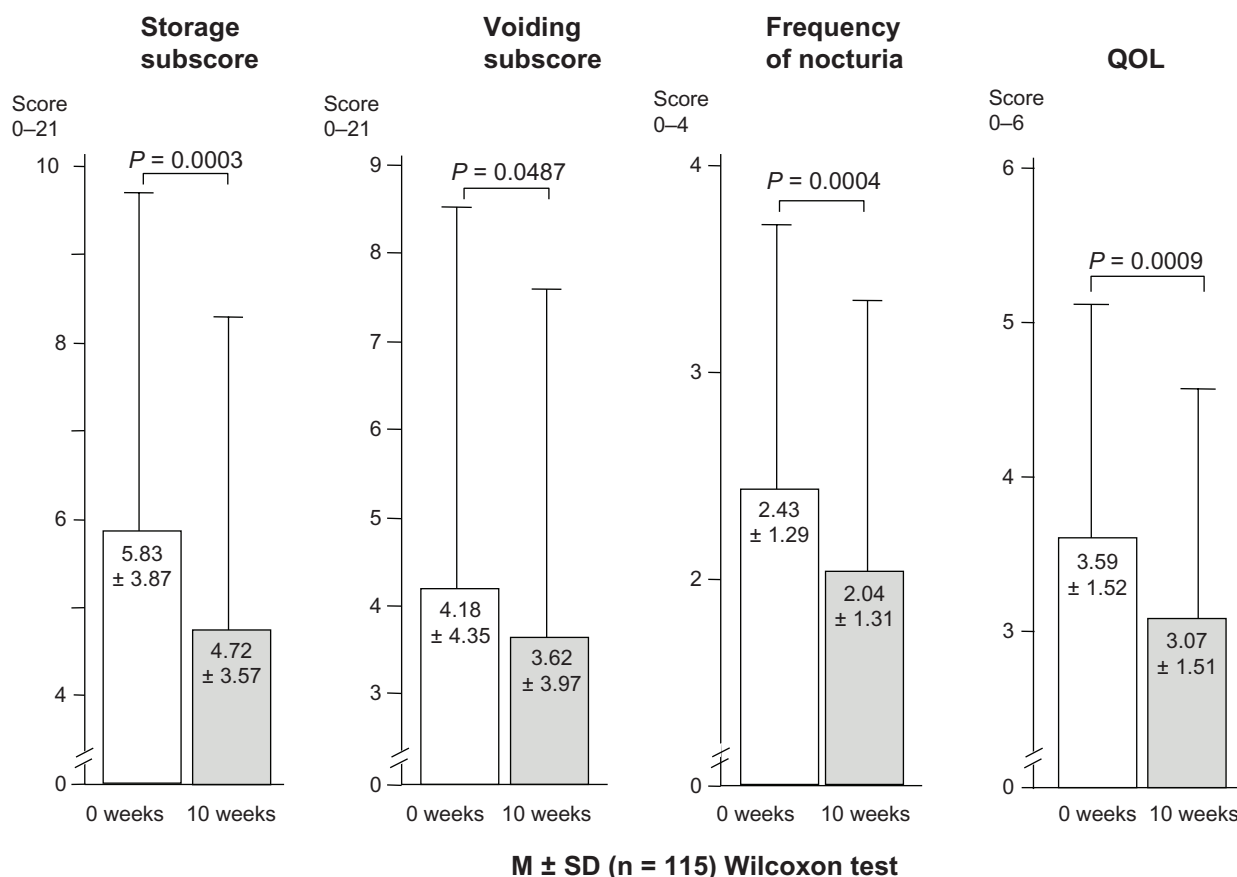 Storage
subscore
Score
0–21
10
8
6
4
0
P = 0.0003
5.83
± 3.87
4.72
± 3.57
0 weeks
10 weeks
Voiding
subscore
Score
0–21
9
8
7
6
5
4
3
0
P = 0.0487
4.18
± 4.35
3.62
± 3.97
0 weeks
10 weeks
Frequency
of nocturia
Score
0–4
4
3
2
0
P = 0.0004
2.43
± 1.29
2.04
± 1.31
0 weeks
10 weeks
QOL
Score
0–6
6
5
4
3
0
P = 0.0009
3.59
± 1.52
3.07
± 1.51
0 weeks
10 weeks
M ± SD (n = 115) Wilcoxon test